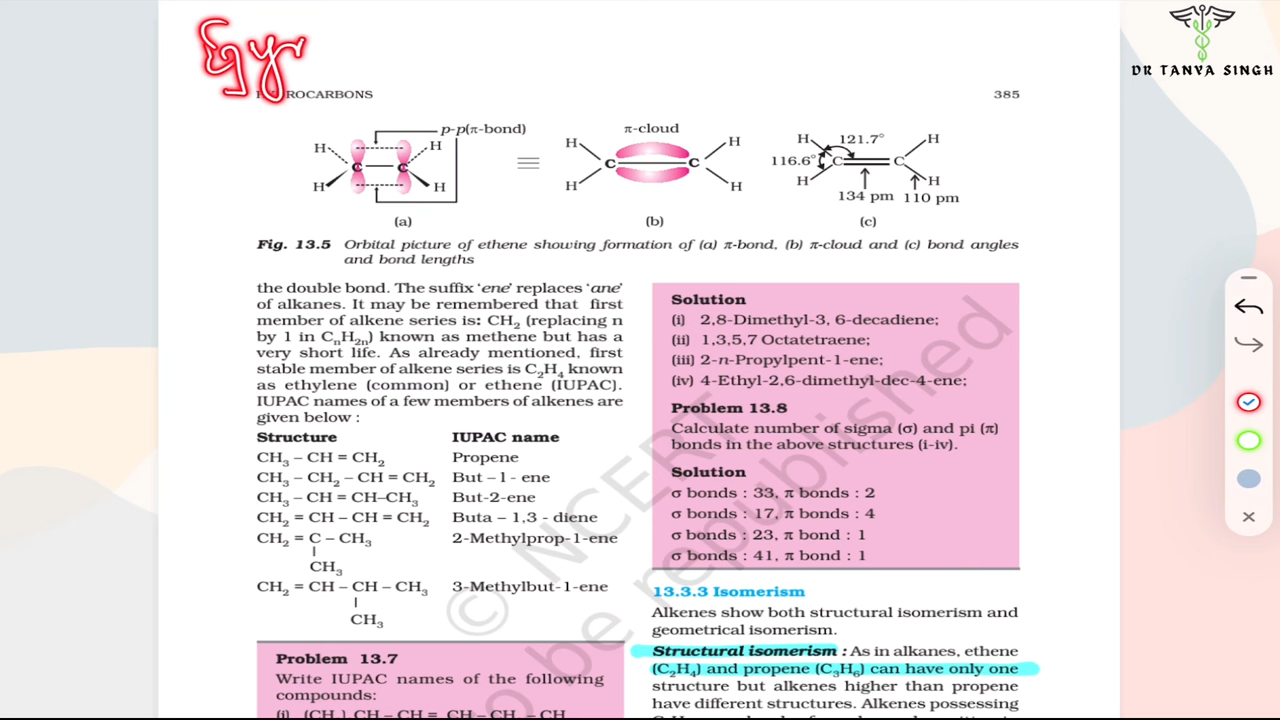 DR TANYA SINGH
385
p-p(π-bond)
π-cloud
H H H H
C C
H H H H
C C
H H H H
C C
121.7°
116.6°
134 pm 110 pm
(a) (b) (c)
Fig. 13.5 Orbital picture of ethene showing formation of (a) π-bond, (b) π-cloud and (c) bond angles
and bond lengths
the double bond. The suffix ‘ene’ replaces ‘ane’
of alkanes. It may be remembered that first
member of alkene series is: CH₂ (replacing n
by 1 in CₙH₂ₙ) known as methene but has a
very short life. As already mentioned, first
stable member of alkene series is C₂H₄ known
as ethylene (common) or ethene (IUPAC).
IUPAC names of a few members of alkenes are
given below :
Structure IUPAC name
CH₃ – CH = CH₂ Propene
CH₃ – CH₂ – CH = CH₂ But – l - ene
CH₃ – CH = CH–CH₃ But-2-ene
CH₂ = CH – CH = CH₂ Buta – 1,3 - diene
CH₂ = C – CH₃ 2-Methylprop-1-ene
|
CH₃
CH₂ = CH – CH – CH₃ 3-Methylbut-1-ene
|
CH₃
Problem 13.7
Write IUPAC names of the following
compounds:
Solution
(i) 2,8-Dimethyl-3, 6-decadiene;
(ii) 1,3,5,7 Octatetraene;
(iii) 2-n-Propylpent-1-ene;
(iv) 4-Ethyl-2,6-dimethyl-dec-4-ene;
Problem 13.8
Calculate number of sigma (σ) and pi (π)
bonds in the above structures (i-iv).
Solution
σ bonds : 33, π bonds : 2
σ bonds : 17, π bonds : 4
σ bonds : 23, π bond : 1
σ bonds : 41, π bond : 1
13.3.3 Isomerism
Alkenes show both structural isomerism and
geometrical isomerism.
Structural isomerism : As in alkanes, ethene
(C₂H₄) and propene (C₃H₆) can have only one
structure but alkenes higher than propene
have different structures. Alkenes possessing
© NCERT
o be republished